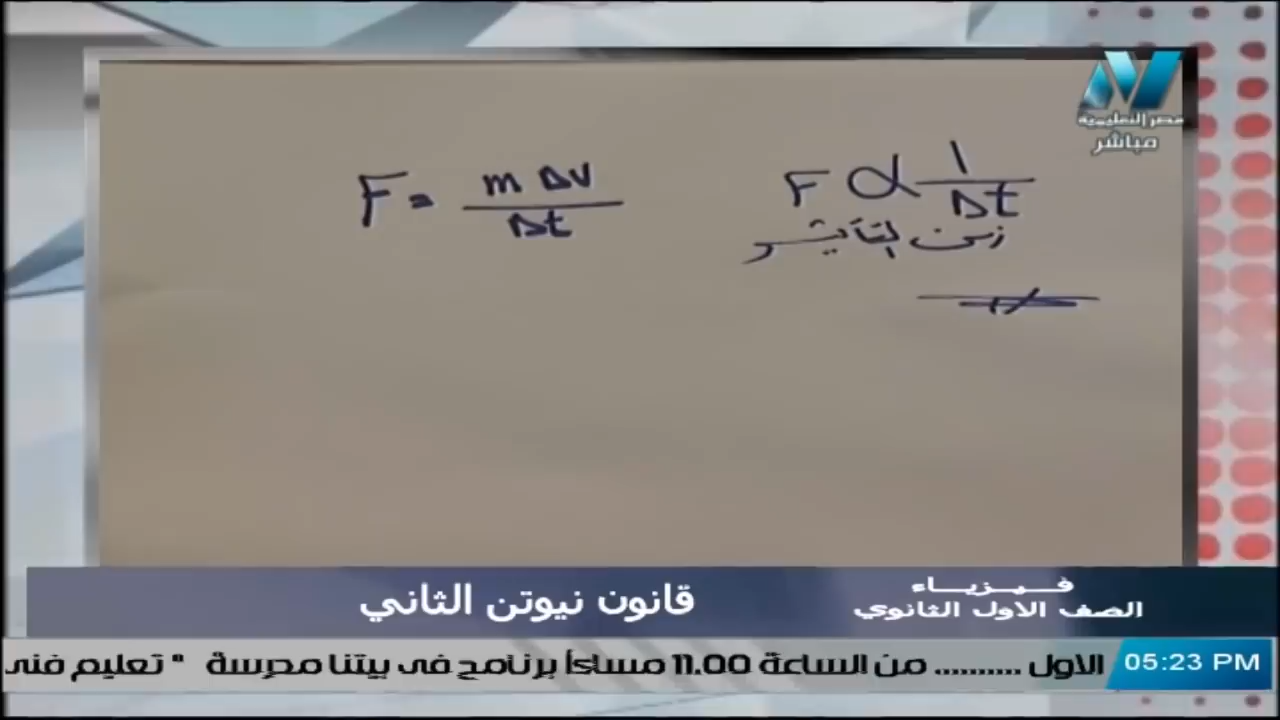 مصر التعليمية
مباشر
F = m Δv / Δt
F ∝ 1 / Δt
زمن التأثير
فيزياء
الصف الاول الثانوي
قانون نيوتن الثاني
05:23 PM
الاول .......... من الساعة 11.00 مساءاً برنامج فى بيتنا مدرسة " تعليم فنى